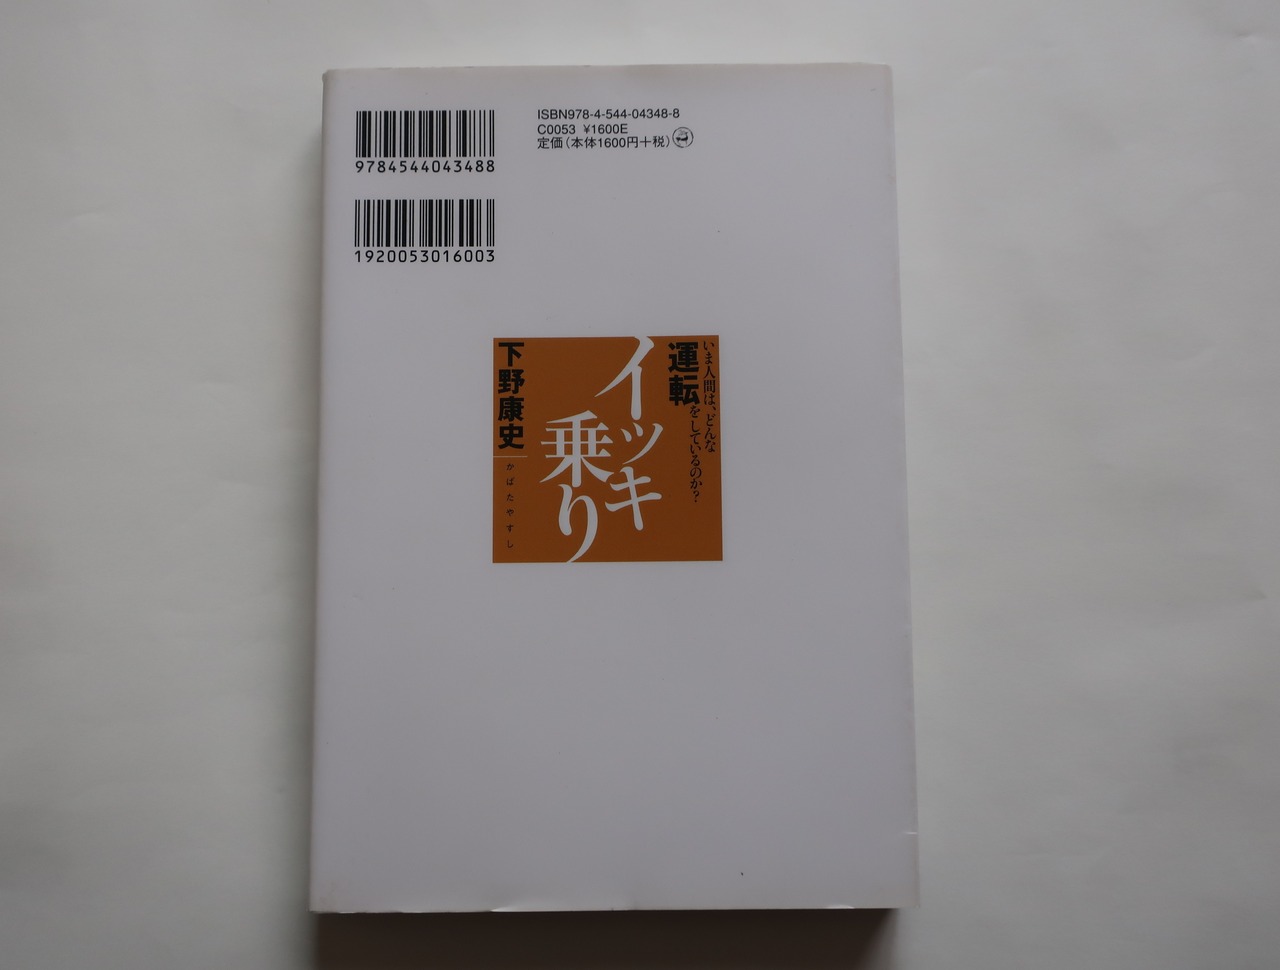 9784544043488
ISBN978-4-544-04348-8
C0053 ¥1600E
定価(本体1600円+税)
1920053016003
いま人間は、どんな
運転をしているのか?
イッキ
乗り
下野康史
かばたやすし